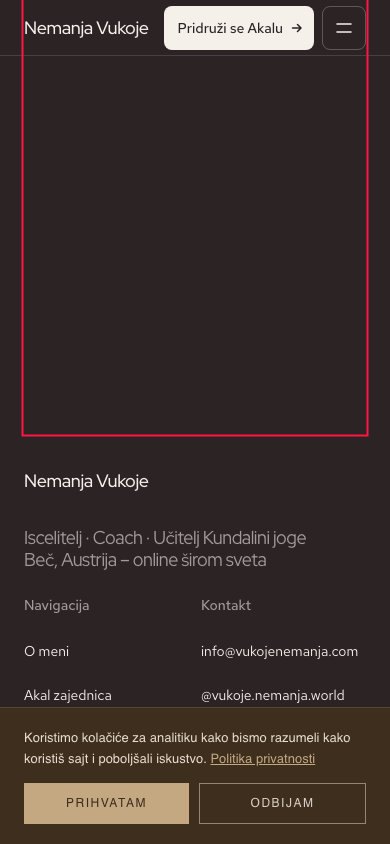 Nemanja Vukoje
Pridruži se Akalu →
Nemanja Vukoje
Iscelitelj · Coach · Učitelj Kundalini joge
Beč, Austrija – online širom sveta
Navigacija
Kontakt
O meni
info@vukojenemanja.com
Akal zajednica
@vukoje.nemanja.world
Koristimo kolačiće za analitiku kako bismo razumeli kako
koristiš sajt i poboljšali iskustvo. Politika privatnosti
PRIHVATAM
ODBIJAM